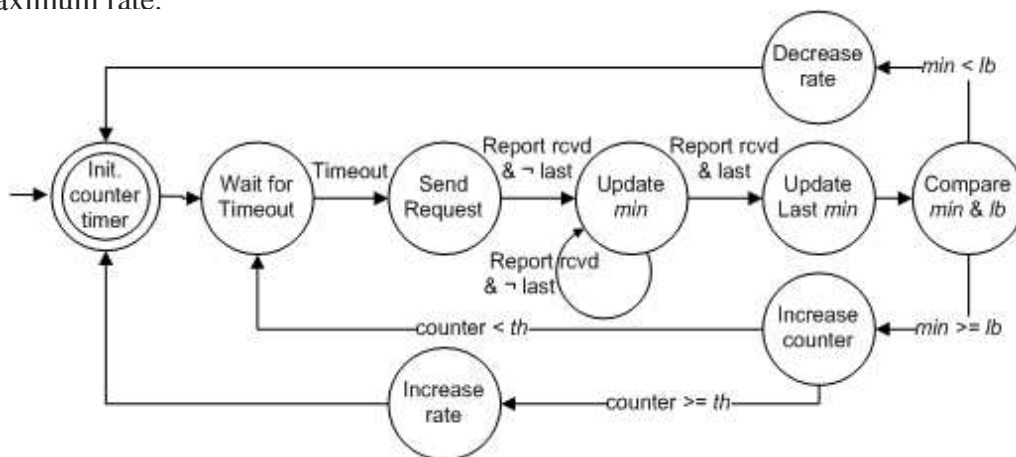 aximum rate.
Decrease
rate
min < lb
Init.
counter
timer
Wait for
Timeout
Timeout
Send
Request
Report rcvd
& ¬ last
Update
min
Report rcvd
& last
Update
Last min
Compare
min & lb
Report rcvd
& ¬ last
counter < th
Increase
counter
min >= lb
Increase
rate
counter >= th